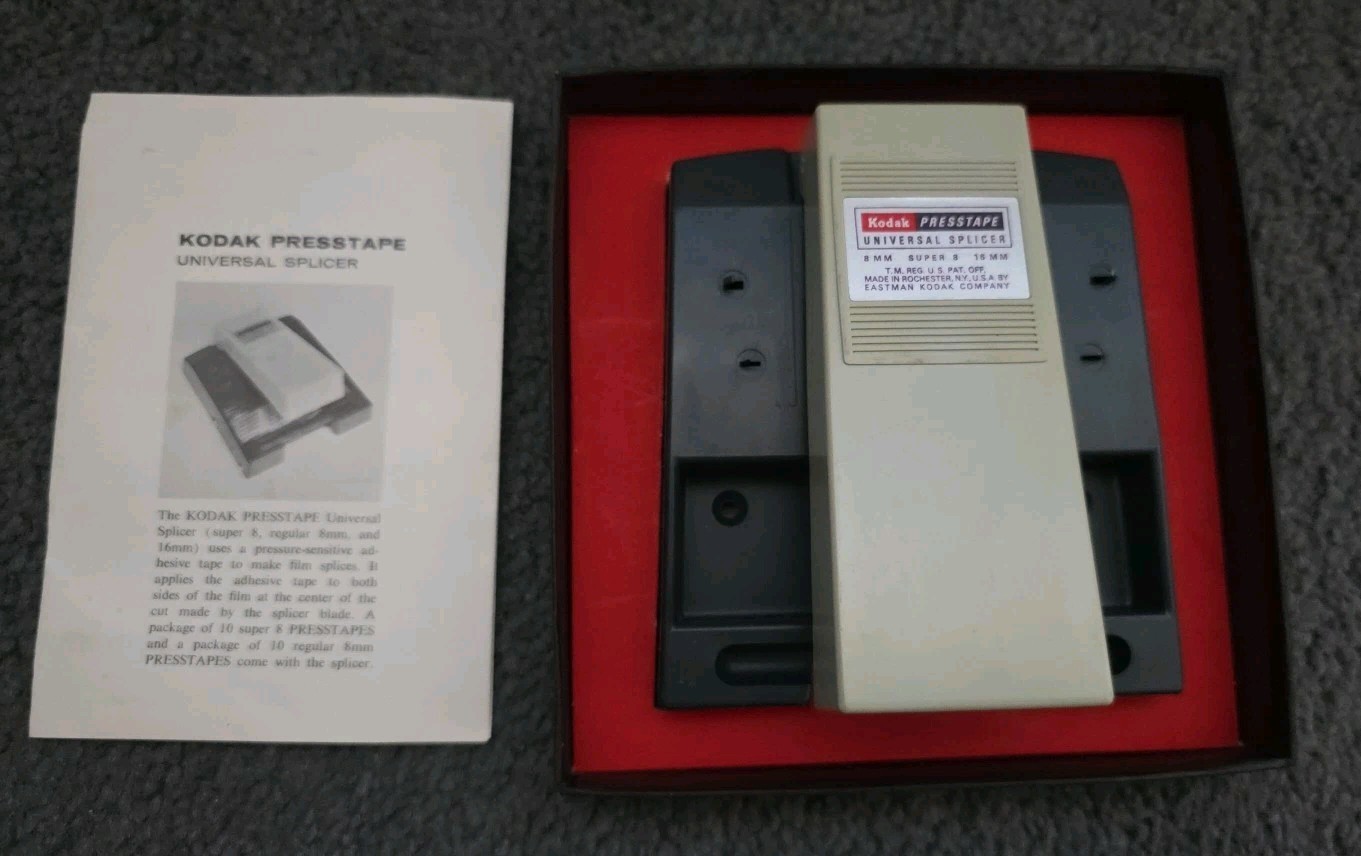 KODAK PRESSTAPE
UNIVERSAL SPLICER
The KODAK PRESSTAPE Universal
Splicer (super 8, regular 8mm, and
16mm) uses a pressure-sensitive ad-
hesive tape to make film splices. It
applies the adhesive tape to both
sides of the film at the center of the
cut made by the splicer blade. A
package of 10 super 8 PRESSTAPES
and a package of 10 regular 8mm
PRESSTAPES come with the splicer.
Kodak PRESSTAPE
UNIVERSAL SPLICER
8 MM SUPER 8 16 MM
T.M. REG. U.S. PAT. OFF.
MADE IN ROCHESTER, N.Y., U.S.A. BY
EASTMAN KODAK COMPANY